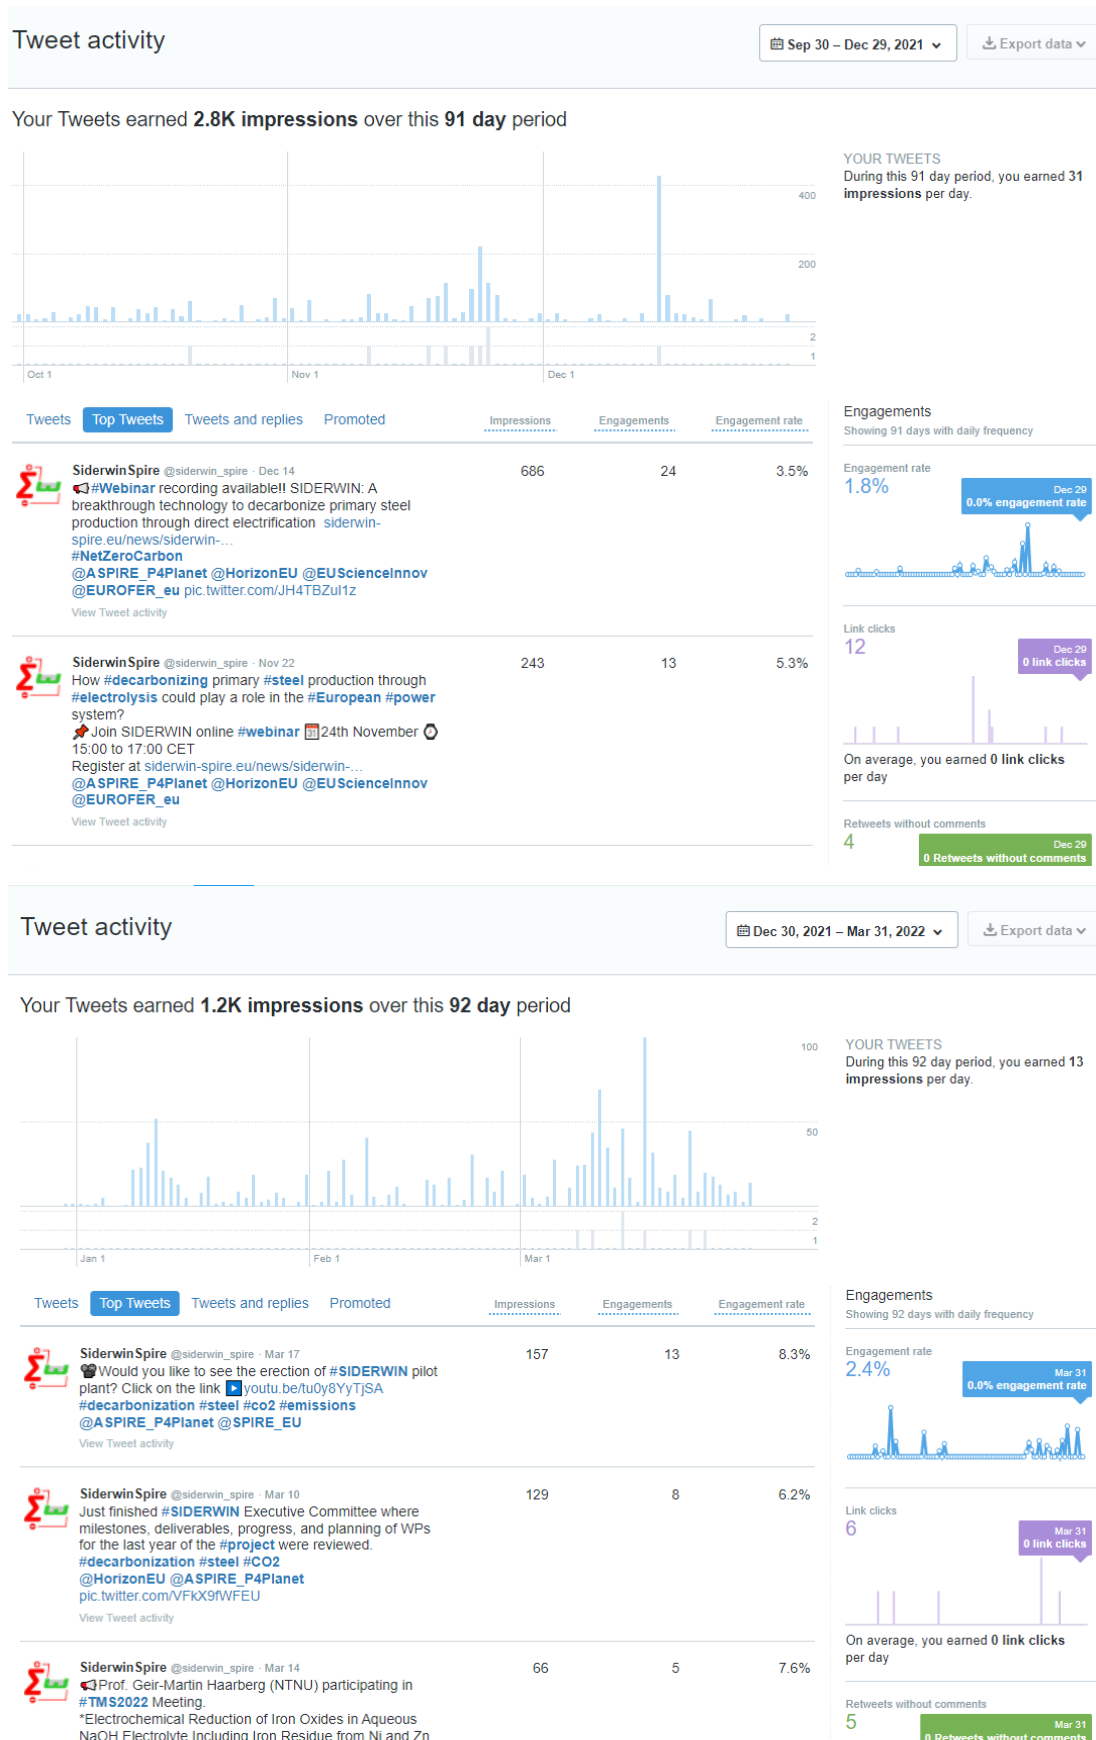 Tweet activity
Sep 30 – Dec 29, 2021
Export data
Your Tweets earned 2.8K impressions over this 91 day period
YOUR TWEETS
During this 91 day period, you earned 31
impressions per day.
400
200
2
1
Oct 1
Nov 1
Dec 1
Tweets
Top Tweets
Tweets and replies
Promoted
Impressions
Engagements
Engagement rate
SiderwinSpire @siderwin_spire · Dec 14
#Webinar recording available!! SIDERWIN: A
breakthrough technology to decarbonize primary steel
production through direct electrification siderwin-
spire.eu/news/siderwin-…
#NetZeroCarbon
@ASPIRE_P4Planet @HorizonEU @EUScienceInnov
@EUROFER_eu pic.twitter.com/JH4TBZul1z
View Tweet activity
686
24
3.5%
SiderwinSpire @siderwin_spire · Nov 22
How #decarbonizing primary #steel production through
#electrolysis could play a role in the #European #power
system?
Join SIDERWIN online #webinar 31 24th November
15:00 to 17:00 CET
Register at siderwin-spire.eu/news/siderwin-…
@ASPIRE_P4Planet @HorizonEU @EUScienceInnov
@EUROFER_eu
View Tweet activity
243
13
5.3%
Engagements
Showing 91 days with daily frequency
Engagement rate
1.8%
Dec 29
0.0% engagement rate
Link clicks
12
Dec 29
0 link clicks
On average, you earned 0 link clicks
per day
Retweets without comments
4
Dec 29
0 Retweets without comments
Tweet activity
Dec 30, 2021 – Mar 31, 2022
Export data
Your Tweets earned 1.2K impressions over this 92 day period
YOUR TWEETS
During this 92 day period, you earned 13
impressions per day.
100
50
2
1
Jan 1
Feb 1
Mar 1
Tweets
Top Tweets
Tweets and replies
Promoted
Impressions
Engagements
Engagement rate
SiderwinSpire @siderwin_spire · Mar 17
Would you like to see the erection of #SIDERWIN pilot
plant? Click on the link youtu.be/tu0y8YyTjSA
#decarbonization #steel #co2 #emissions
@ASPIRE_P4Planet @SPIRE_EU
View Tweet activity
157
13
8.3%
SiderwinSpire @siderwin_spire · Mar 10
Just finished #SIDERWIN Executive Committee where
milestones, deliverables, progress, and planning of WPs
for the last year of the #project were reviewed.
#decarbonization #steel #CO2
@HorizonEU @ASPIRE_P4Planet
pic.twitter.com/VFkX9fWFEU
View Tweet activity
129
8
6.2%
SiderwinSpire @siderwin_spire · Mar 14
Prof. Geir-Martin Haarberg (NTNU) participating in
#TMS2022 Meeting.
*Electrochemical Reduction of Iron Oxides in Aqueous
NaOH Electrolyte Including Iron Residue from Ni and Zn
66
5
7.6%
Engagements
Showing 92 days with daily frequency
Engagement rate
2.4%
Mar 31
0.0% engagement rate
Link clicks
6
Mar 31
0 link clicks
On average, you earned 0 link clicks
per day
Retweets without comments
5
Mar 31
0 Retweets without comments